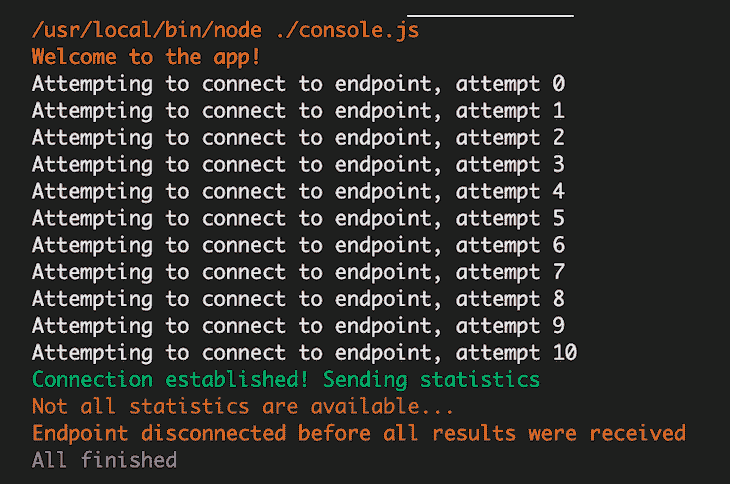 /usr/local/bin/node ./console.js
Welcome to the app!
Attempting to connect to endpoint, attempt 0
Attempting to connect to endpoint, attempt 1
Attempting to connect to endpoint, attempt 2
Attempting to connect to endpoint, attempt 3
Attempting to connect to endpoint, attempt 4
Attempting to connect to endpoint, attempt 5
Attempting to connect to endpoint, attempt 6
Attempting to connect to endpoint, attempt 7
Attempting to connect to endpoint, attempt 8
Attempting to connect to endpoint, attempt 9
Attempting to connect to endpoint, attempt 10
Connection established! Sending statistics
Not all statistics are available...
Endpoint disconnected before all results were received
All finished